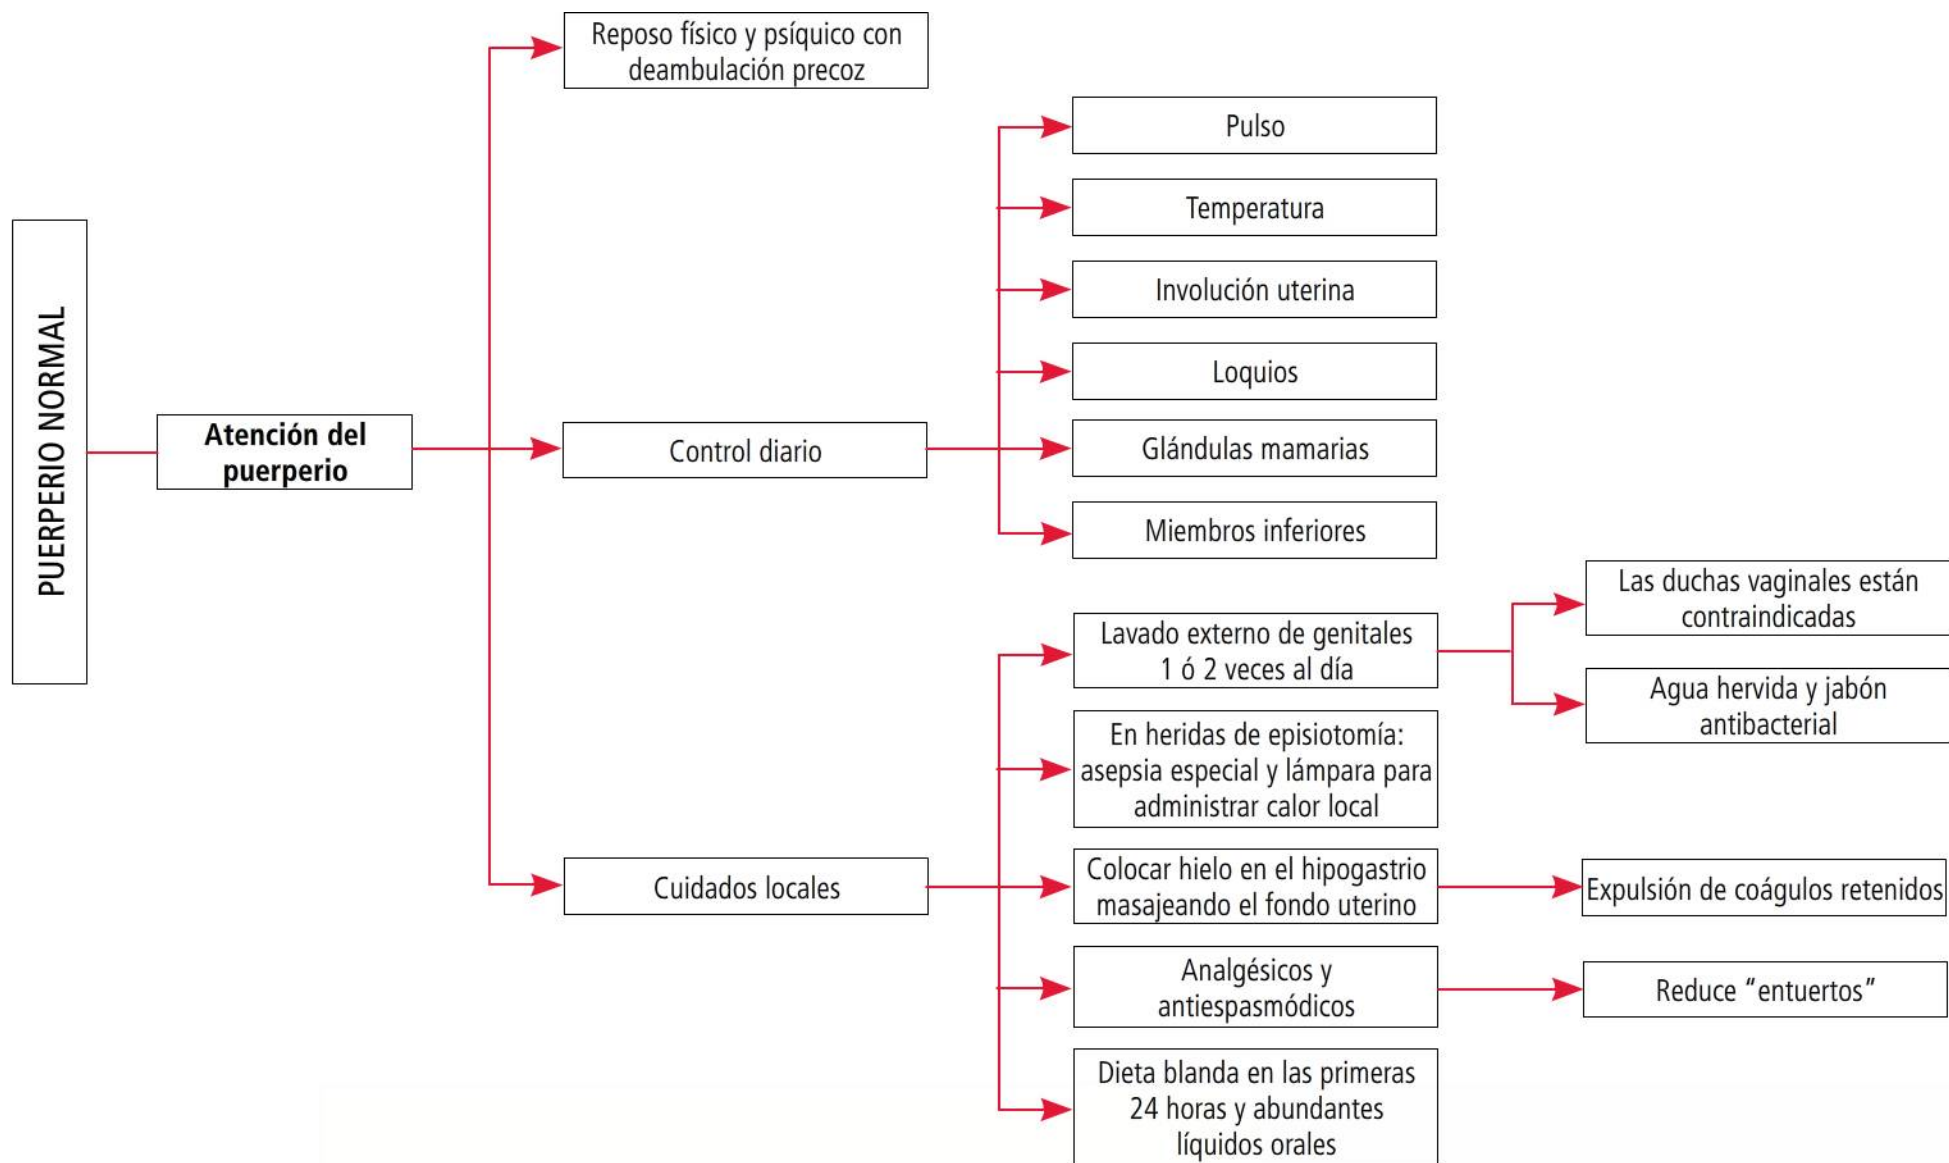 PUERPERIO NORMAL
Atención del
puerperio
Reposo físico y psíquico con
deambulación precoz
Control diario
Pulso
Temperatura
Involución uterina
Loquios
Glándulas mamarias
Miembros inferiores
Cuidados locales
Lavado externo de genitales
1 ó 2 veces al día
Las duchas vaginales están
contraindicadas
Agua hervida y jabón
antibacterial
En heridas de episiotomía:
asepsia especial y lámpara para
administrar calor local
Colocar hielo en el hipogastrio
masajeando el fondo uterino
Expulsión de coágulos retenidos
Analgésicos y
antiespasmódicos
Reduce “entuertos”
Dieta blanda en las primeras
24 horas y abundantes
líquidos orales